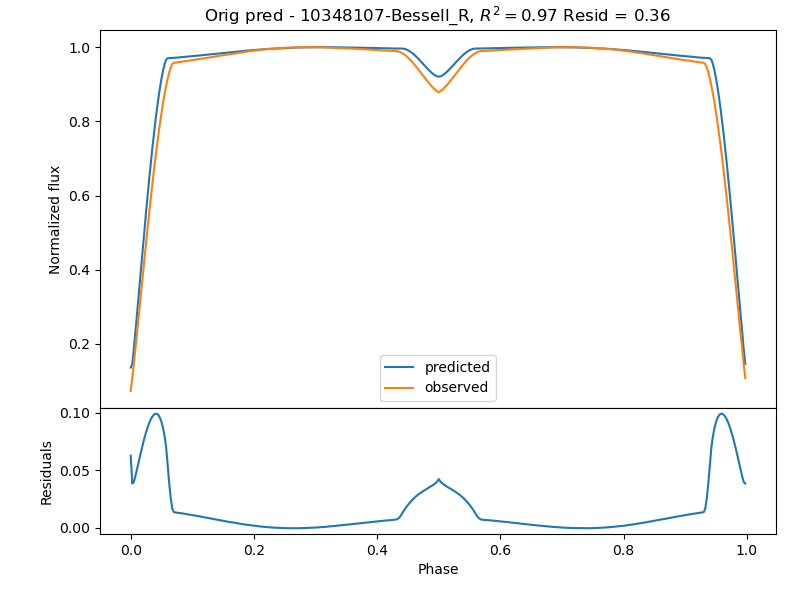 Orig pred - 10348107-Bessell_R, R² = 0.97 Resid = 0.36
1.0
0.8
0.6
0.4
0.2
Normalized flux
predicted
observed
0.10
0.05
0.00
Residuals
0.0 0.2 0.4 0.6 0.8 1.0
Phase